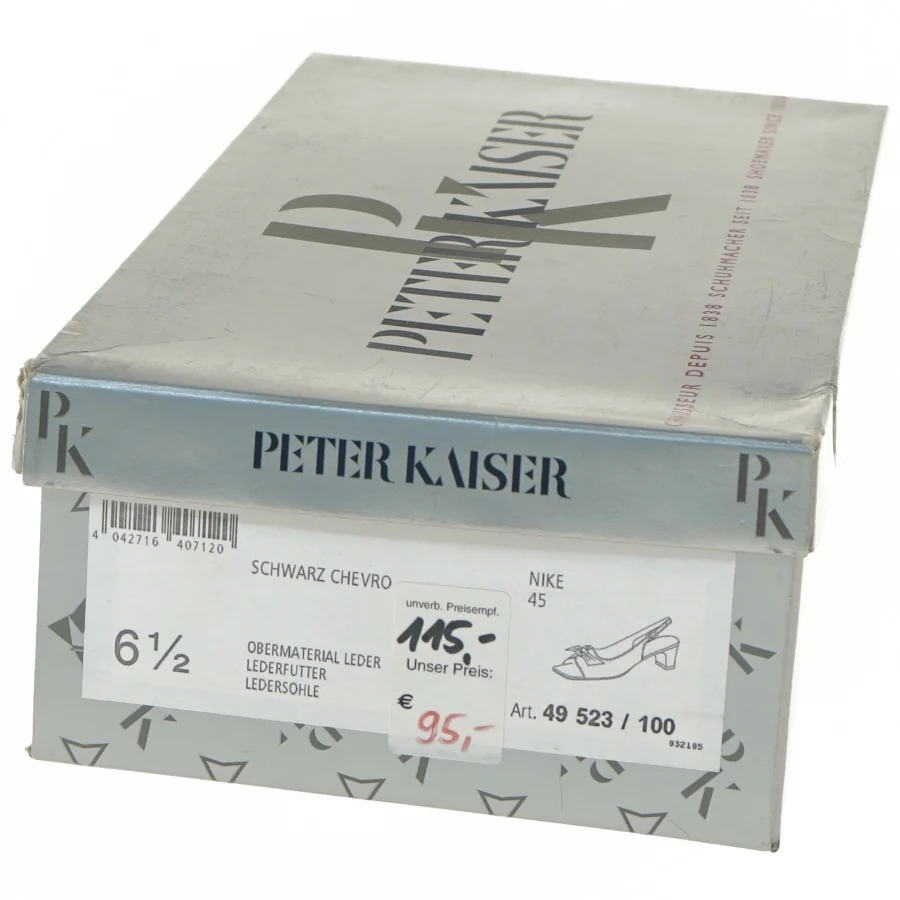 PK
PETER KAISER
CHAUSSEUR DEPUIS 1838 SCHUHMACHER SEIT 1838 SHOEMAKER SINCE 1838
PK
PETER KAISER
PK
4 042716 407120
SCHWARZ CHEVRO
NIKE
45
6 ½
OBERMATERIAL LEDER
LEDERFUTTER
LEDERSOHLE
unverb. Preisempf.
115,-
Unser Preis:
€
95,-
Art. 49 523 / 100
032105